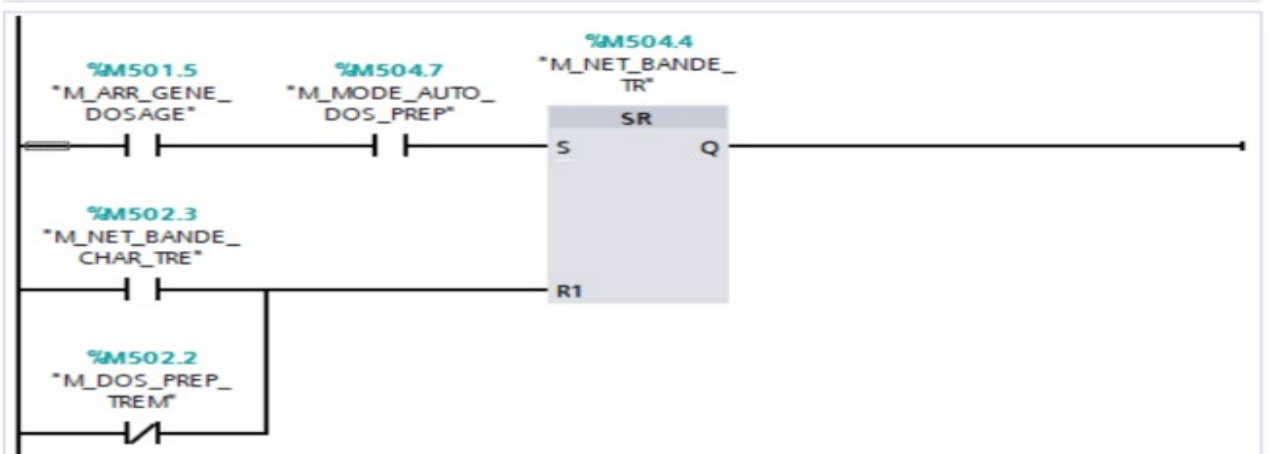 %M504.4
"M_NET_BANDE_
TR"
%M501.5
"M_ARR_GENE_
DOSAGE"
%M504.7
"M_MODE_AUTO_
DOS_PREP"
SR
S
Q
%M502.3
"M_NET_BANDE_
CHAR_TRE"
R1
%M502.2
"M_DOS_PREP_
TREM"